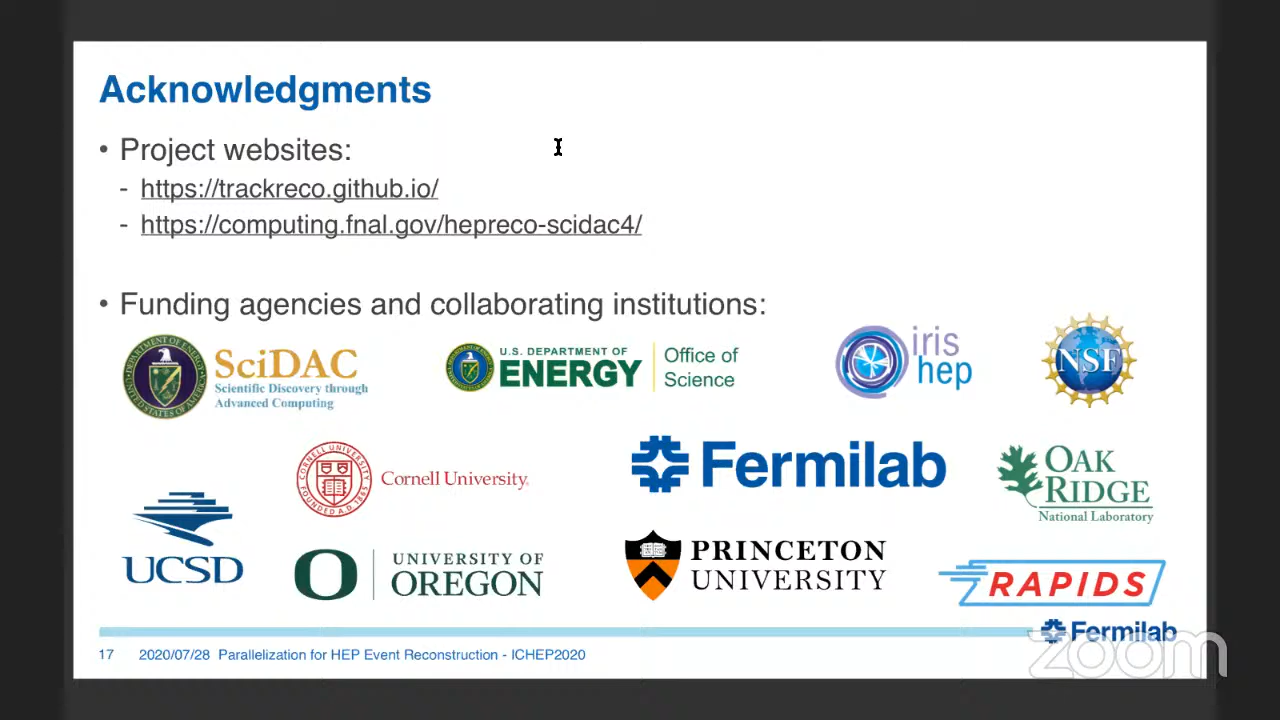 Acknowledgments
• Project websites:
- https://trackreco.github.io/
- https://computing.fnal.gov/hepreco-scidac4/
• Funding agencies and collaborating institutions:
SciDAC
Scientific Discovery through
Advanced Computing
U.S. DEPARTMENT OF
ENERGY
Office of
Science
iris
hep
NSF
Cornell University
Fermilab
OAK
RIDGE
National Laboratory
UCSD
UNIVERSITY OF
OREGON
PRINCETON
UNIVERSITY
RAPIDS
Fermilab
17 2020/07/28 Parallelization for HEP Event Reconstruction - ICHEP2020
zoom